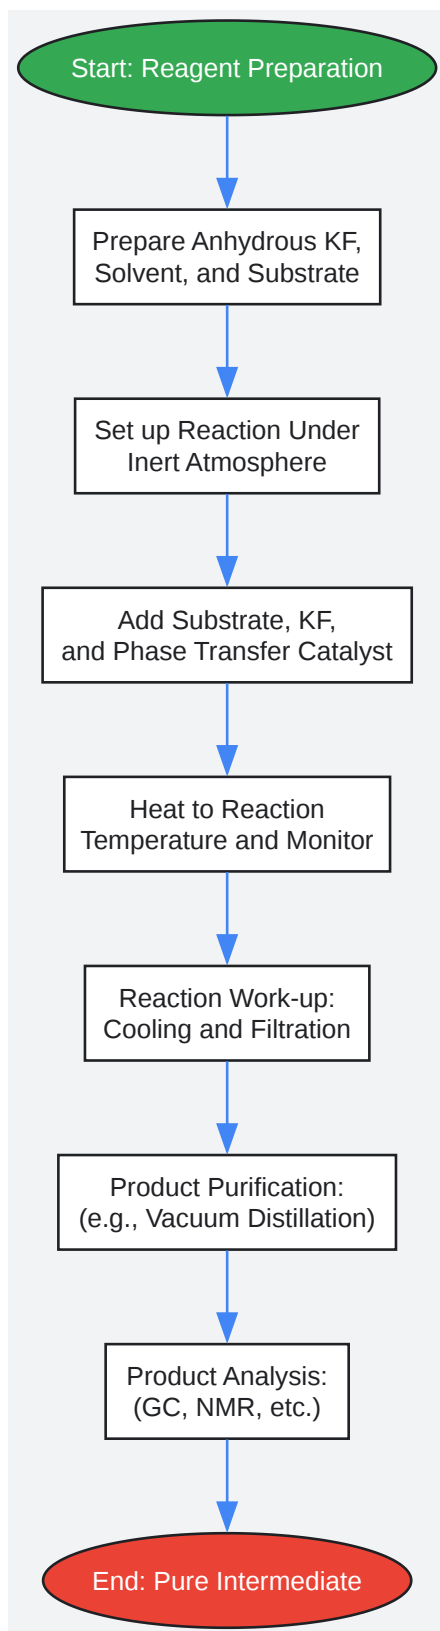 Start: Reagent Preparation
Prepare Anhydrous KF,
Solvent, and Substrate
Set up Reaction Under
Inert Atmosphere
Add Substrate, KF,
and Phase Transfer Catalyst
Heat to Reaction
Temperature and Monitor
Reaction Work-up:
Cooling and Filtration
Product Purification:
(e.g., Vacuum Distillation)
Product Analysis:
(GC, NMR, etc.)
End: Pure Intermediate